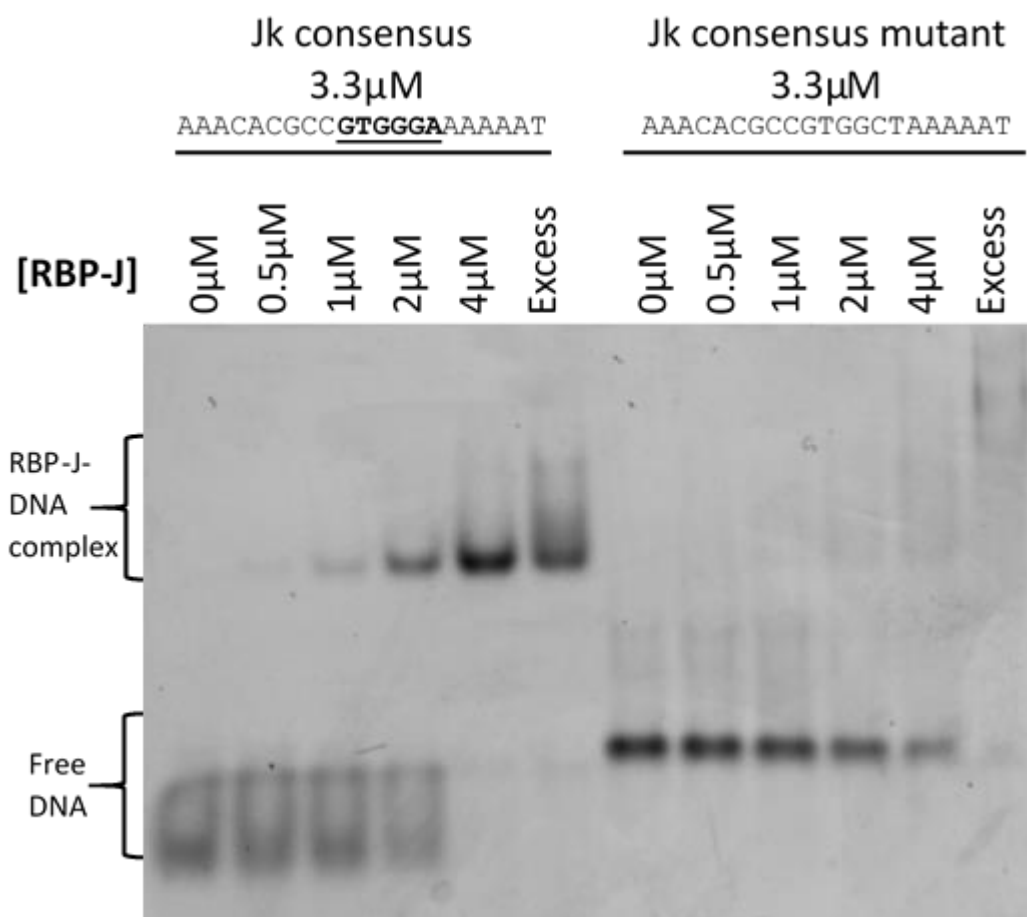 Jk consensus
3.3µM
AAACACGCCGTGGGAAAAAAT
Jk consensus mutant
3.3µM
AAACACGCCGTGGCTAAAAAT
[RBP-J]
0µM
0.5µM
1µM
2µM
4µM
Excess
0µM
0.5µM
1µM
2µM
4µM
Excess
RBP-J-
DNA
complex
Free
DNA